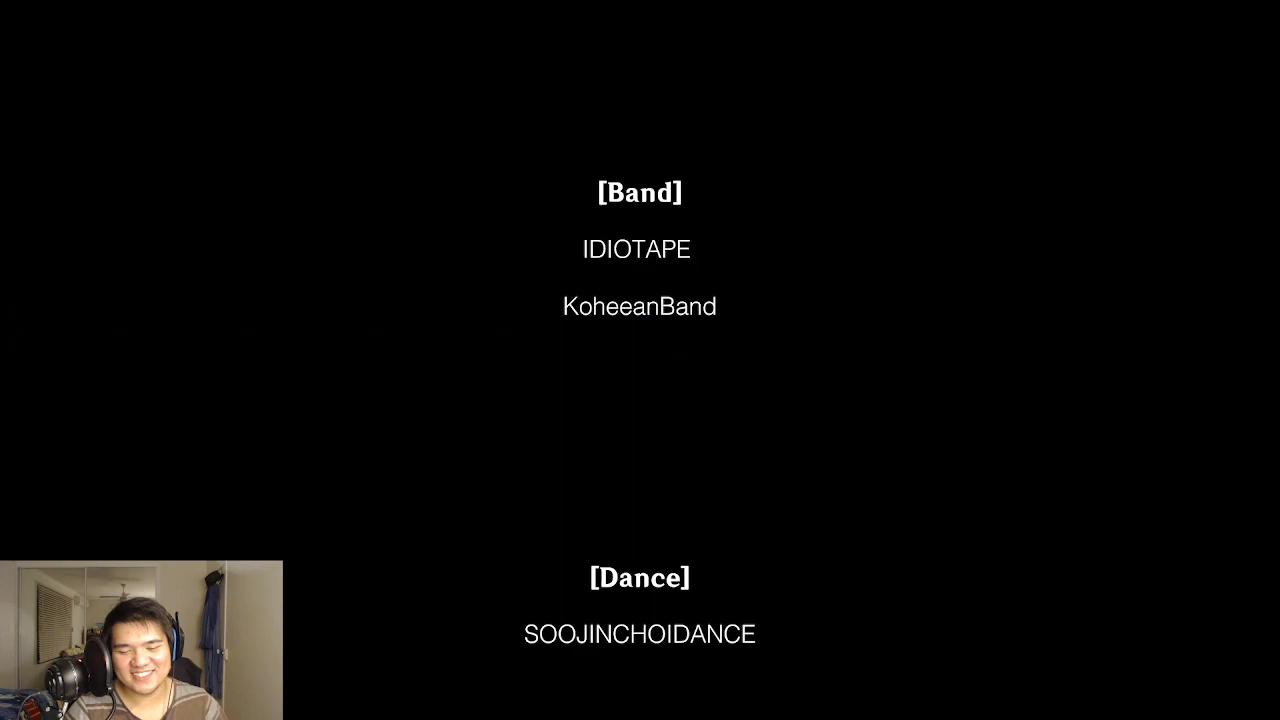 [Band]
IDIOTAPE
KoheeanBand
[Dance]
SOOJINCHOIDANCE